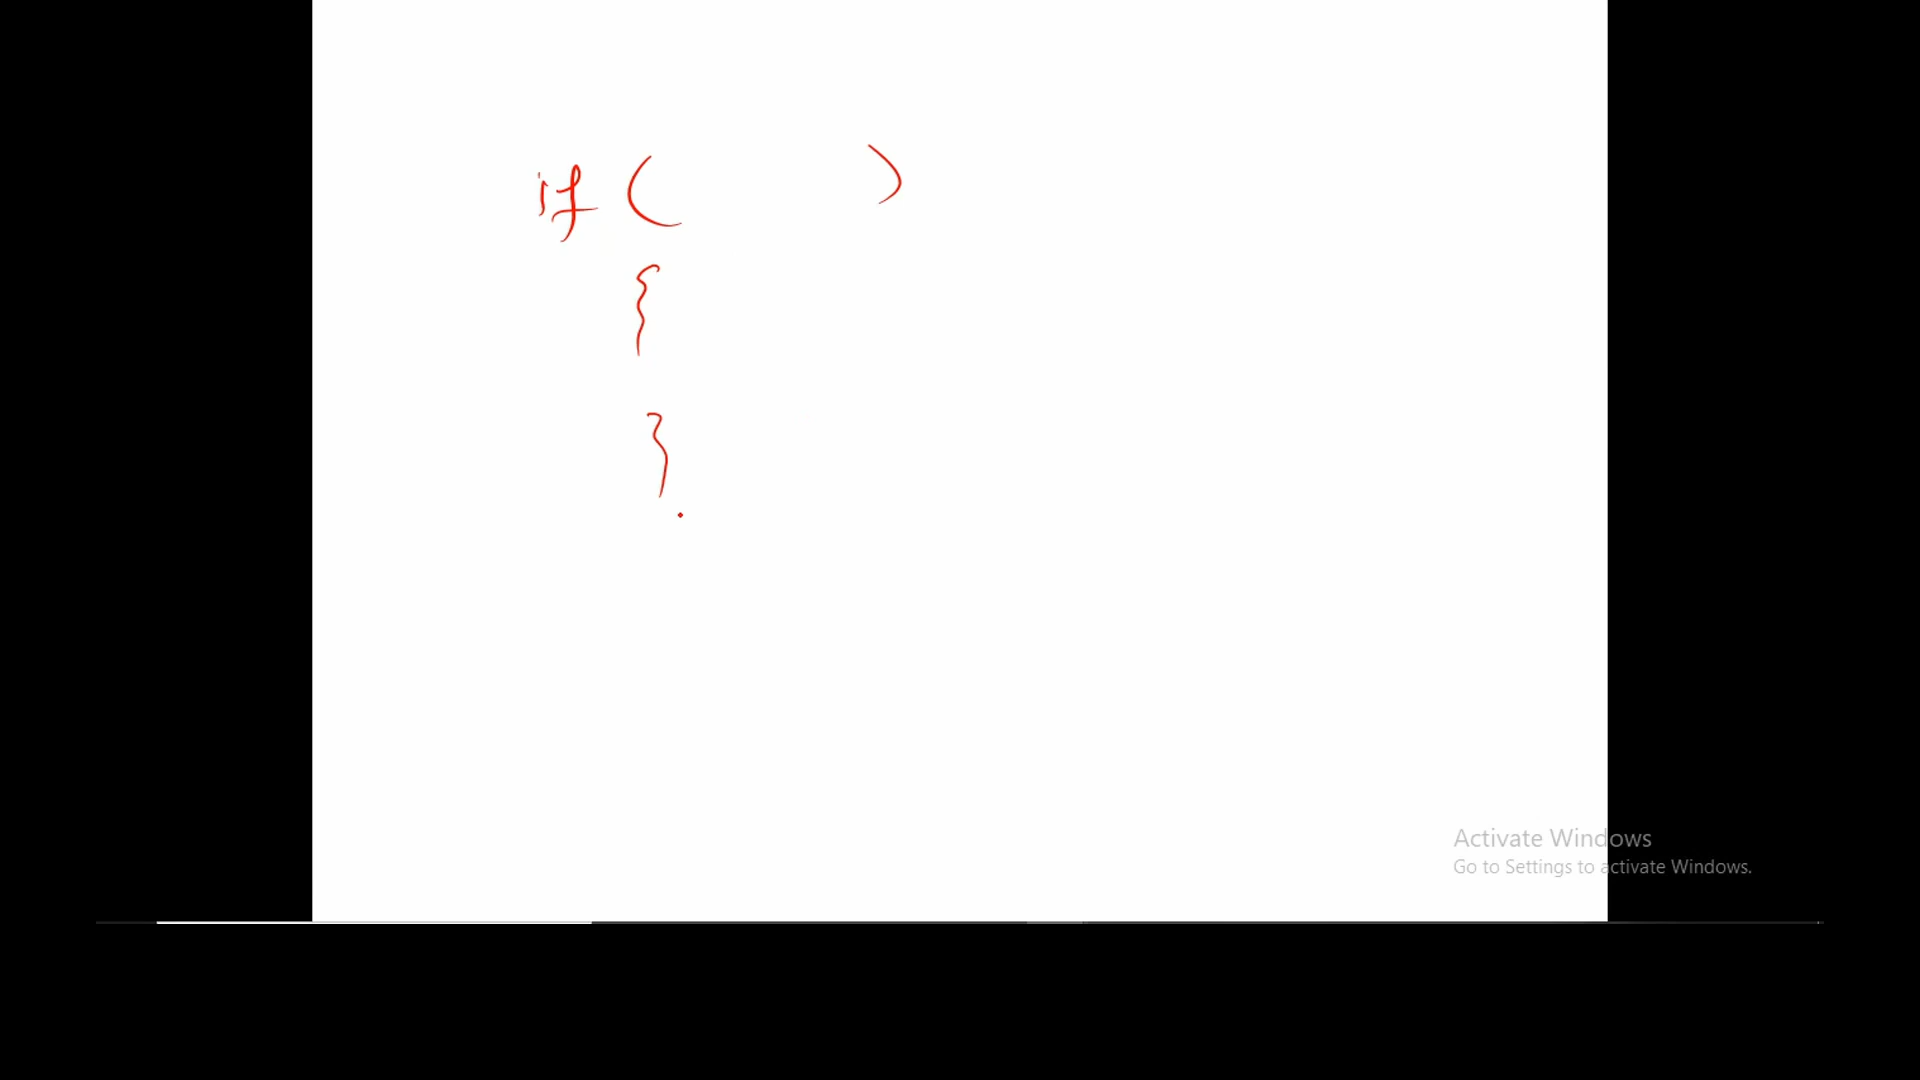 if ( )
{
}
Activate Windows
Go to Settings to activate Windows.